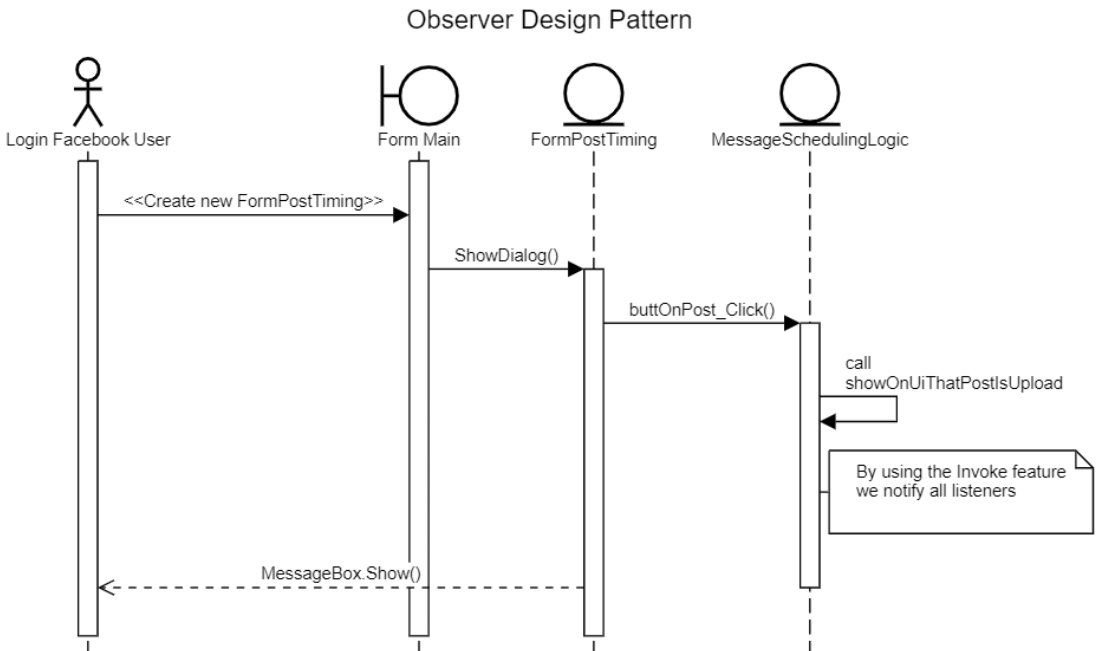 Observer Design Pattern
Login Facebook User
Form Main
FormPostTiming
MessageSchedulingLogic
<<Create new FormPostTiming>>
ShowDialog()
buttOnPost_Click()
call
showOnUiThatPostIsUpload
By using the Invoke feature
we notify all listeners
MessageBox.Show()